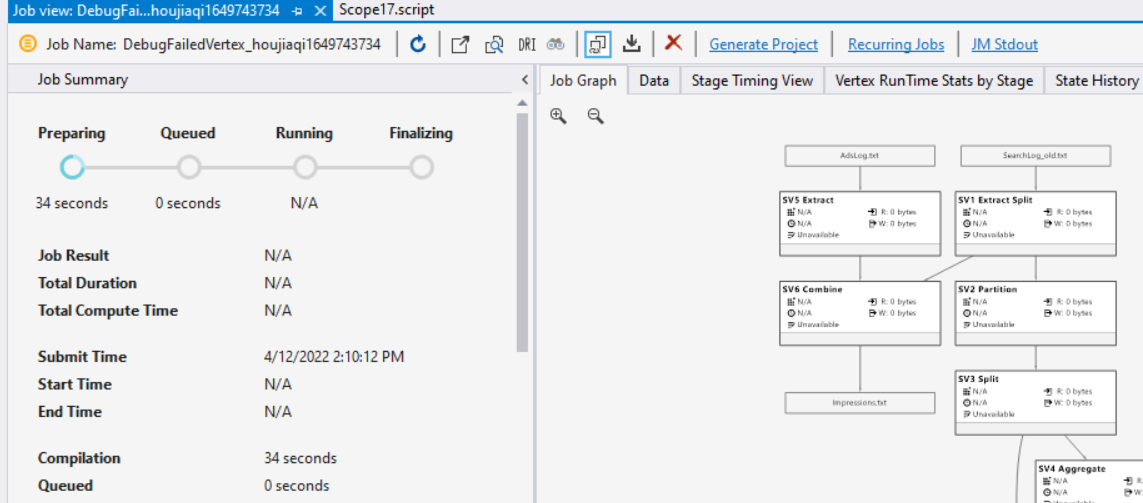 Job view: DebugFai...houjiaqi1649743734
Scope17.script
Job Name: DebugFailedVertex_houjiaqi1649743734
DRI
Generate Project
Recurring Jobs
JM Stdout
Job Summary
Preparing Queued Running Finalizing
34 seconds 0 seconds N/A
Job Result N/A
Total Duration N/A
Total Compute Time N/A
Submit Time 4/12/2022 2:10:12 PM
Start Time N/A
End Time N/A
Compilation 34 seconds
Queued 0 seconds
Job Graph Data Stage Timing View Vertex RunTime Stats by Stage State History
AdsLog.txt
SearchLog_old.txt
SV5 Extract
N/A R: 0 bytes
N/A W: 0 bytes
Unavailable
SV1 Extract Split
N/A R: 0 bytes
N/A W: 0 bytes
Unavailable
SV6 Combine
N/A R: 0 bytes
N/A W: 0 bytes
Unavailable
SV2 Partition
N/A R: 0 bytes
N/A W: 0 bytes
Unavailable
Impressions.txt
SV3 Split
N/A R: 0 bytes
N/A W: 0 bytes
Unavailable
SV4 Aggregate
N/A R
N/A W: